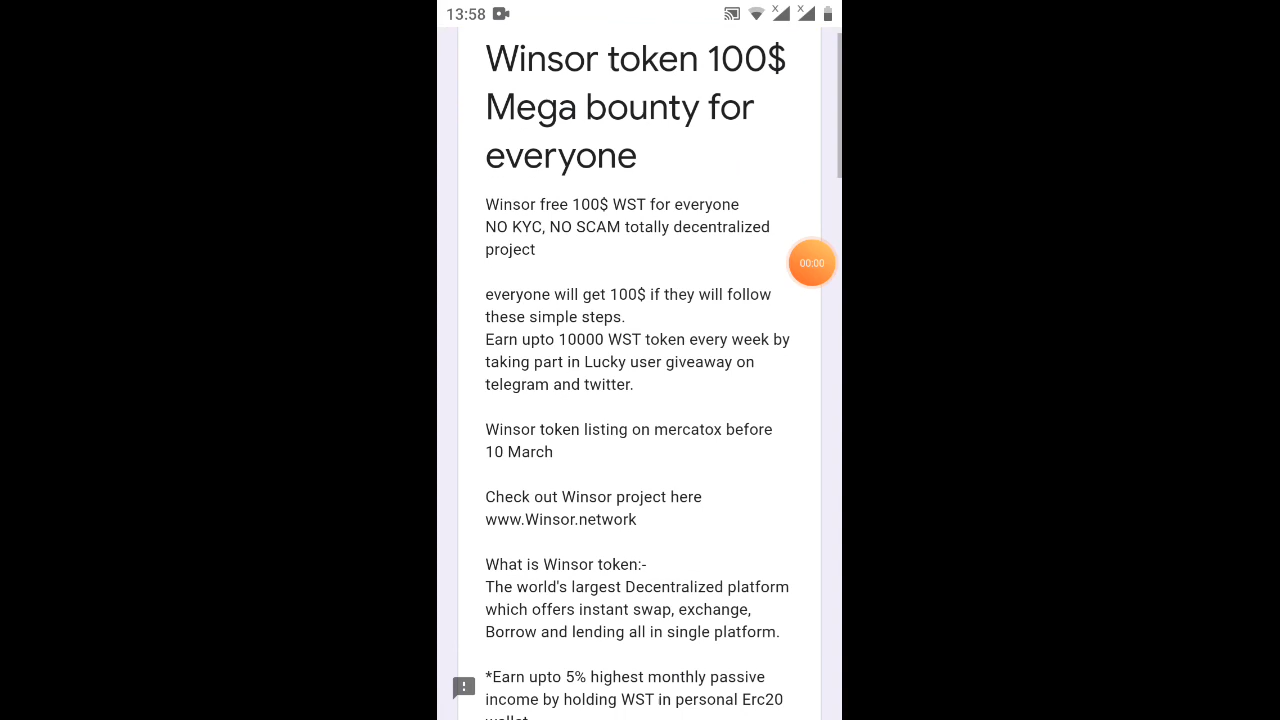 13:58
Winsor token 100$
Mega bounty for
everyone
Winsor free 100$ WST for everyone
NO KYC, NO SCAM totally decentralized
project
00:00
everyone will get 100$ if they will follow
these simple steps.
Earn upto 10000 WST token every week by
taking part in Lucky user giveaway on
telegram and twitter.
Winsor token listing on mercatox before
10 March
Check out Winsor project here
www.Winsor.network
What is Winsor token:-
The world's largest Decentralized platform
which offers instant swap, exchange,
Borrow and lending all in single platform.
*Earn upto 5% highest monthly passive
income by holding WST in personal Erc20